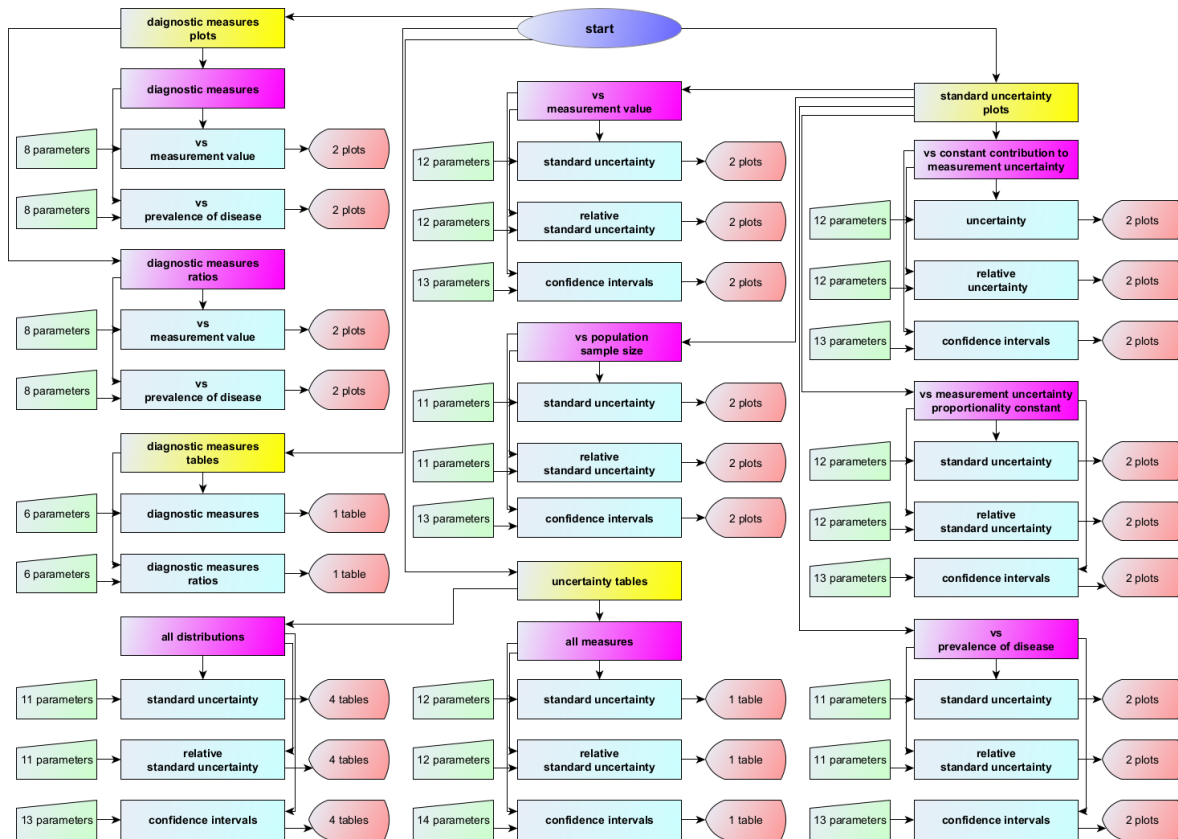 daignostic measures
plots
diagnostic measures
8 parameters
vs
measurement value
2 plots
8 parameters
vs
prevalence of disease
2 plots
diagnostic measures
ratios
8 parameters
vs
measurement value
2 plots
8 parameters
vs
prevalence of disease
2 plots
diagnostic measures
tables
6 parameters
diagnostic measures
1 table
6 parameters
diagnostic measures
ratios
1 table
all distributions
11 parameters
standard uncertainty
4 tables
11 parameters
relative
standard uncertainty
4 tables
13 parameters
confidence intervals
4 tables
start
vs
measurement value
12 parameters
standard uncertainty
2 plots
12 parameters
relative
standard uncertainty
2 plots
13 parameters
confidence intervals
2 plots
vs population
sample size
11 parameters
standard uncertainty
2 plots
11 parameters
relative
standard uncertainty
2 plots
13 parameters
confidence intervals
2 plots
uncertainty tables
all measures
12 parameters
standard uncertainty
1 table
12 parameters
relative
standard uncertainty
1 table
14 parameters
confidence intervals
1 table
standard uncertainty
plots
vs constant contribution to
measurement uncertainty
12 parameters
uncertainty
2 plots
12 parameters
relative
uncertainty
2 plots
13 parameters
confidence intervals
2 plots
vs measurement uncertainty
proportionality constant
12 parameters
standard uncertainty
2 plots
12 parameters
relative
standard uncertainty
2 plots
13 parameters
confidence intervals
2 plots
vs
prevalence of disease
11 parameters
standard uncertainty
2 plots
11 parameters
relative
standard uncertainty
2 plots
13 parameters
confidence intervals
2 plots